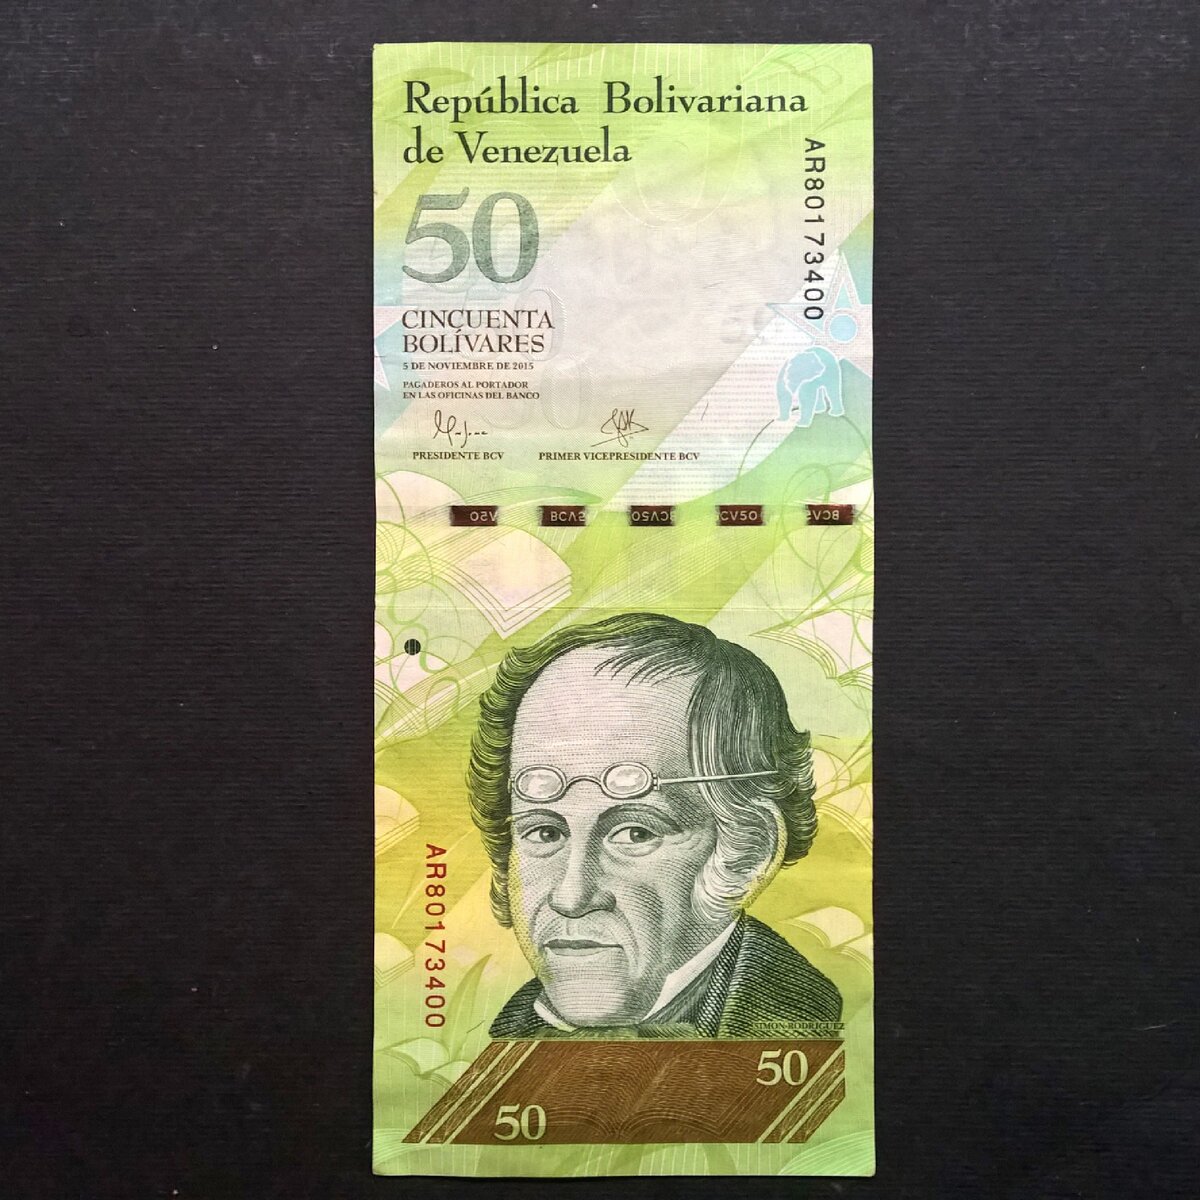 República Bolivariana
de Venezuela
AR80173400
50
CINCUENTA
BOLÍVARES
5 DE NOVIEMBRE DE 2015
PAGADEROS AL PORTADOR
EN LAS OFICINAS DEL BANCO
PRESIDENTE BCV
PRIMER VICEPRESIDENTE BCV
AR80173400
SIMON RODRIGUEZ
50
50